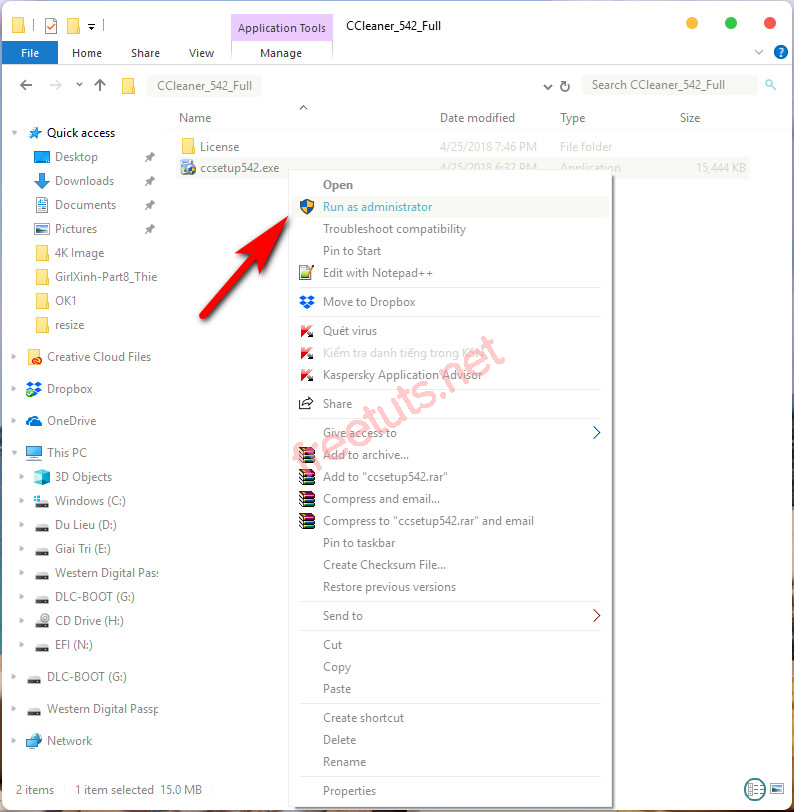 Application Tools
CCleaner_542_Full
File
Home
Share
View
Manage
CCleaner_542_Full
Search CCleaner_542_Full
Name
Date modified
Type
Size
Quick access
Desktop
Downloads
Documents
Pictures
4K Image
GirlXinh-Part8_Thie
OK1
resize
Creative Cloud Files
Dropbox
OneDrive
This PC
3D Objects
Windows (C:)
Du Lieu (D:)
Giai Tri (E:)
Western Digital Pas
DLC-BOOT (G:)
CD Drive (H:)
EFI (N:)
DLC-BOOT (G:)
Western Digital Passp
Network
License
4/25/2018 7:46 PM
File folder
ccsetup542.exe
4/25/2018 6:32 PM
Application
15,444 KB
Open
Run as administrator
Troubleshoot compatibility
Pin to Start
Edit with Notepad++
Move to Dropbox
Quét virus
Kiểm tra danh tiếng trong KSN
Kaspersky Application Advisor
Share
Give access to
Add to archive...
Add to "ccsetup542.rar"
Compress and email...
Compress to "ccsetup542.rar" and email
Pin to taskbar
Create Checksum File...
Restore previous versions
Send to
Cut
Copy
Paste
Create shortcut
Delete
Rename
Properties
freetuts.net
2 items
1 item selected 15.0 MB